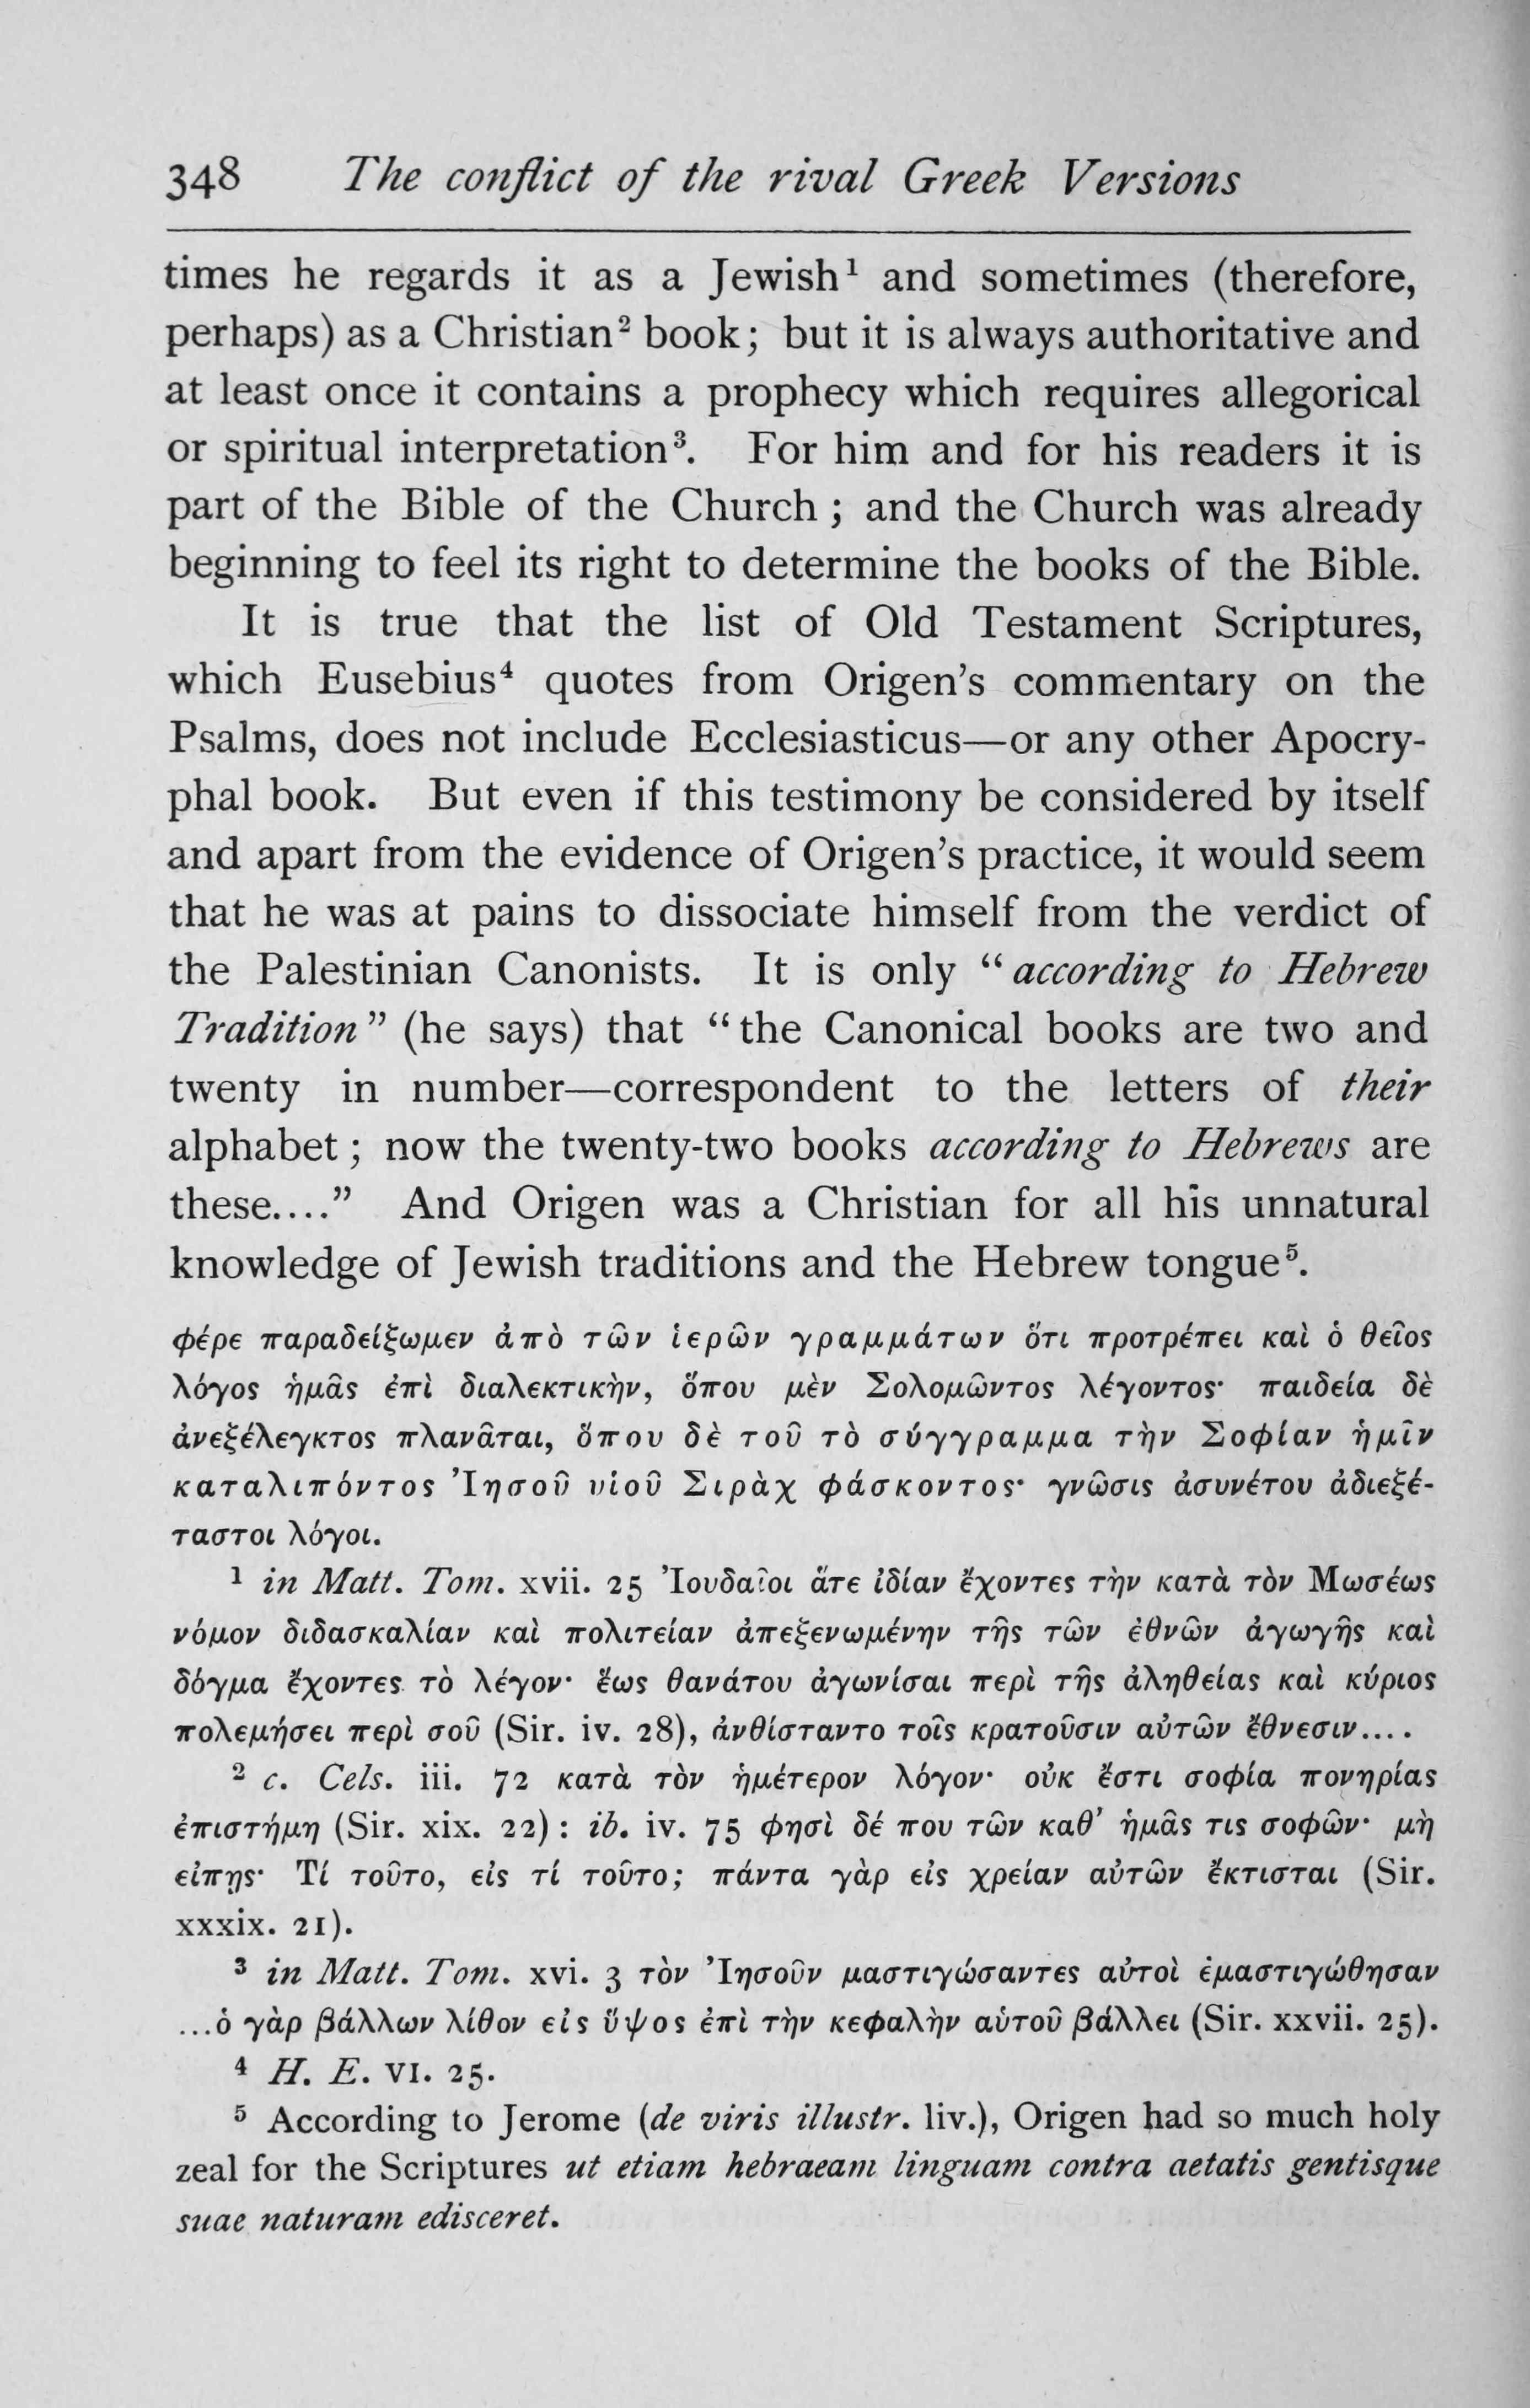 348 The conflict of the rival Greek Versions
times he regards it as a Jewish¹ and sometimes (therefore,
perhaps) as a Christian² book; but it is always authoritative and
at least once it contains a prophecy which requires allegorical
or spiritual interpretation³. For him and for his readers it is
part of the Bible of the Church; and the Church was already
beginning to feel its right to determine the books of the Bible.
It is true that the list of Old Testament Scriptures,
which Eusebius⁴ quotes from Origen's commentary on the
Psalms, does not include Ecclesiasticus—or any other Apocry-
phal book. But even if this testimony be considered by itself
and apart from the evidence of Origen's practice, it would seem
that he was at pains to dissociate himself from the verdict of
the Palestinian Canonists. It is only "according to Hebrew
Tradition" (he says) that "the Canonical books are two and
twenty in number—correspondent to the letters of their
alphabet; now the twenty-two books according to Hebrews are
these...." And Origen was a Christian for all his unnatural
knowledge of Jewish traditions and the Hebrew tongue⁵.
φέρε παραδείξωμεν ἀπὸ τῶν ἱερῶν γραμμάτων ὅτι προτρέπει καὶ ὁ θεῖος
λόγος ἡμᾶς ἐπὶ διαλεκτικὴν, ὅπου μὲν Σολομῶντος λέγοντος· παιδεία δὲ
ἀνεξέλεγκτος πλανᾶται, ὅπου δὲ τοῦ τὸ σύγγραμμα τὴν Σοφίαν ἡμῖν
καταλιπόντος Ἰησοῦ υἱοῦ Σιρὰχ φάσκοντος· γνῶσις ἀσυνέτου ἀδιεξέ-
ταστοι λόγοι.
¹ in Matt. Tom. xvii. 25 Ἰουδαῖοι ἅτε ἰδίαν ἔχοντες τὴν κατὰ τὸν Μωσέως
νόμον διδασκαλίαν καὶ πολιτείαν ἀπεξενωμένην τῆς τῶν ἐθνῶν ἀγωγῆς καὶ
δόγμα ἔχοντες τὸ λέγον· ἕως θανάτου ἀγωνίσαι περὶ τῆς ἀληθείας καὶ κύριος
πολεμήσει περὶ σοῦ (Sir. iv. 28), ἀνθίσταντο τοῖς κρατοῦσιν αὐτῶν ἔθνεσιν....
² c. Cels. iii. 72 κατὰ τὸν ἡμέτερον λόγον· οὐκ ἔστι σοφία πονηρίας
ἐπιστήμη (Sir. xix. 22): ib. iv. 75 φησὶ δέ που τῶν καθ' ἡμᾶς τις σοφῶν· μὴ
εἴπῃς· Τί τοῦτο, εἰς τί τοῦτο; πάντα γὰρ εἰς χρείαν αὐτῶν ἔκτισται (Sir.
xxxix. 21).
³ in Matt. Tom. xvi. 3 τὸν Ἰησοῦν μαστιγώσαντες αὐτοὶ ἐμαστιγώθησαν
...ὁ γὰρ βάλλων λίθον εἰς ὕψος ἐπὶ τὴν κεφαλὴν αὑτοῦ βάλλει (Sir. xxvii. 25).
⁴ H. E. VI. 25.
⁵ According to Jerome (de viris illustr. liv.), Origen had so much holy
zeal for the Scriptures ut etiam hebraeam linguam contra aetatis gentisque
suae naturam edisceret.